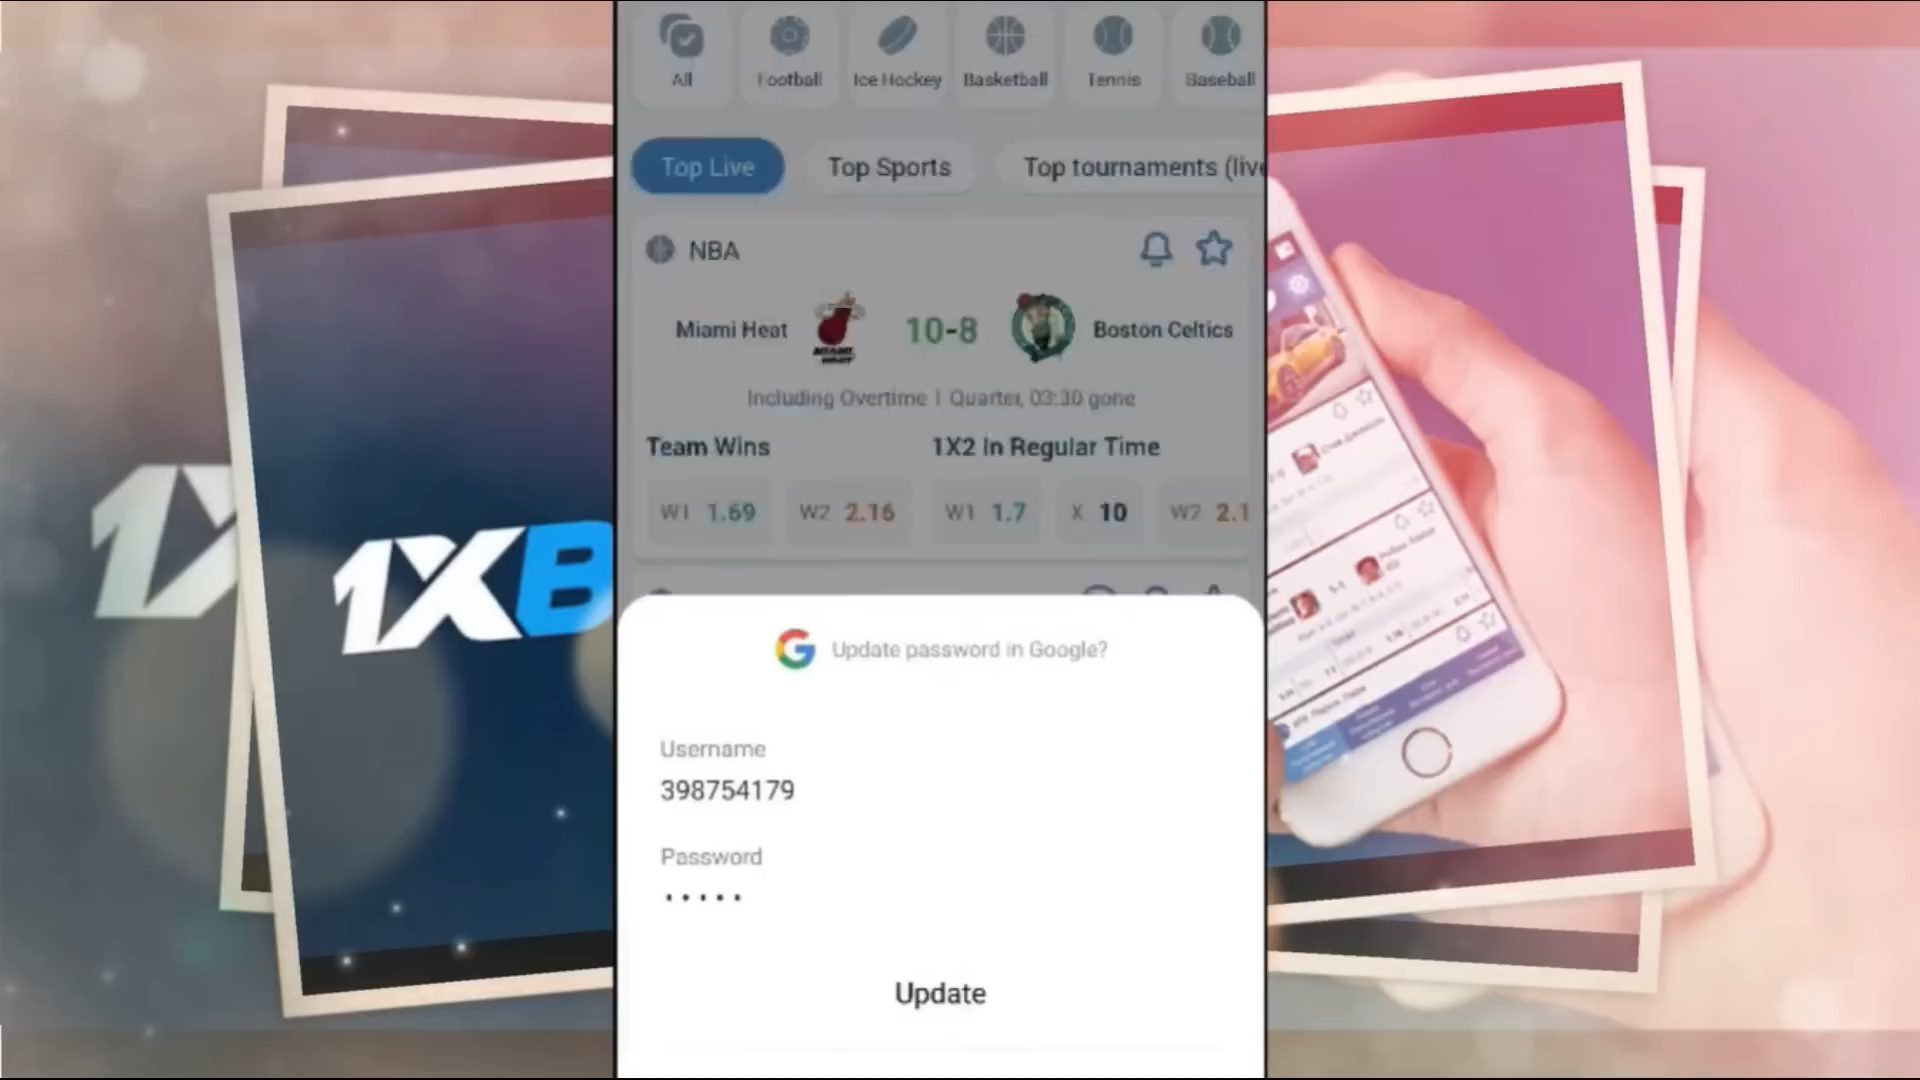 All
Football
Ice Hockey
Basketball
Tennis
Baseball
Top Live
Top Sports
Top tournaments (live
NBA
Miami Heat
10-8
Boston Celtics
Including Overtime | Quarter, 03:30 gone
Team Wins
1X2 In Regular Time
W1 1.69
W2 2.16
W1 1.7
X 10
W2 2.1
1X
1XB
Update password in Google?
Username
398754179
Password
•••••
Update